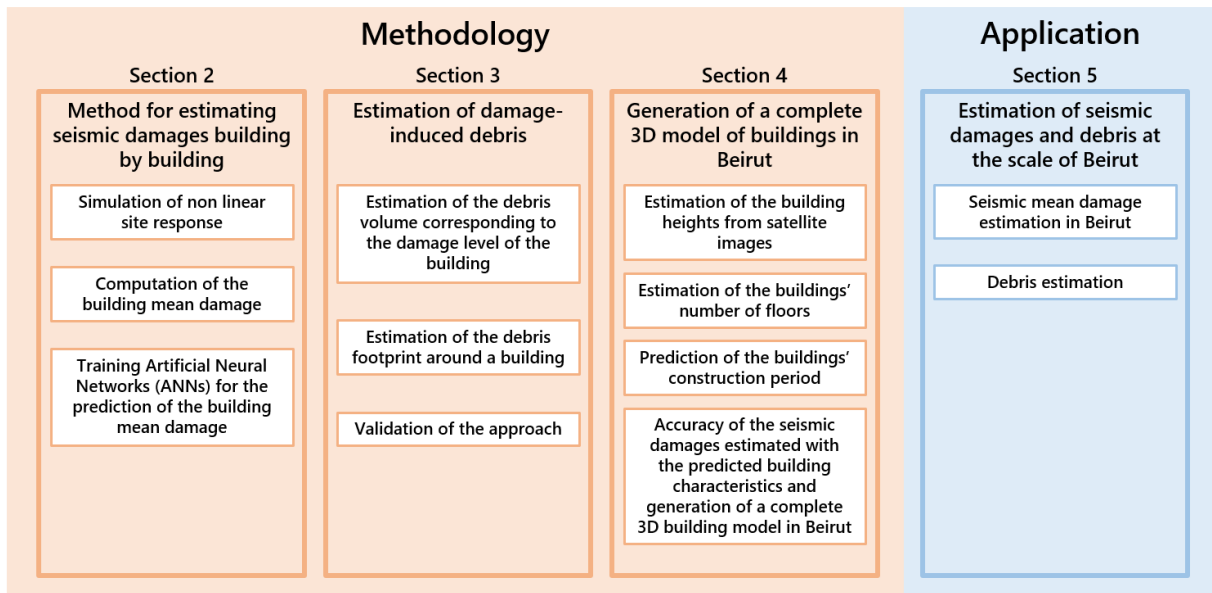 Methodology
Section 2
Method for estimating
seismic damages building
by building
Simulation of non linear
site response
Computation of the
building mean damage
Training Artificial Neural
Networks (ANNs) for the
prediction of the building
mean damage
Section 3
Estimation of damage-
induced debris
Estimation of the debris
volume corresponding to
the damage level of the
building
Estimation of the debris
footprint around a building
Validation of the approach
Section 4
Generation of a complete
3D model of buildings in
Beirut
Estimation of the building
heights from satellite
images
Estimation of the buildings’
number of floors
Prediction of the buildings’
construction period
Accuracy of the seismic
damages estimated with
the predicted building
characteristics and
generation of a complete
3D building model in Beirut
Application
Section 5
Estimation of seismic
damages and debris at
the scale of Beirut
Seismic mean damage
estimation in Beirut
Debris estimation